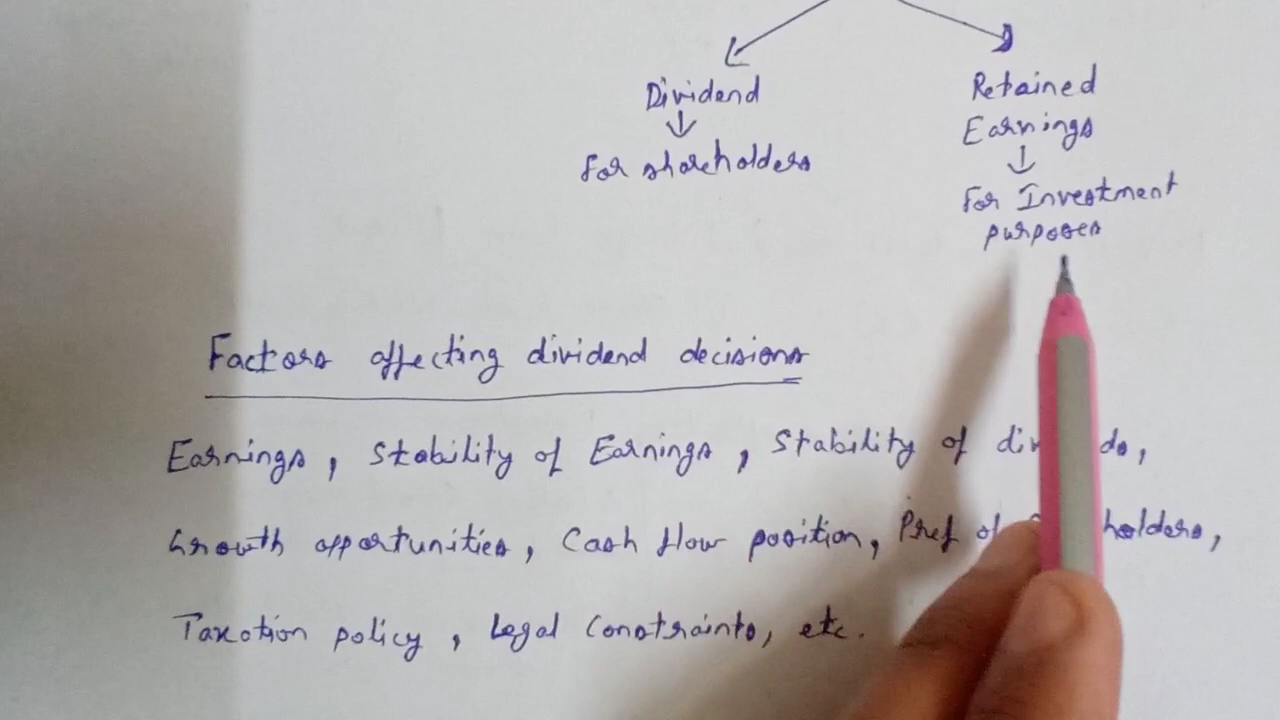 Dividend
↓
for shareholders
Retained
Earnings
↓
for Investment
purposes
Factors affecting dividend decisions
Earnings, Stability of Earnings, Stability of
Growth opportunities, Cash flow position, Pref of
Taxation policy, Legal Constraints, etc.